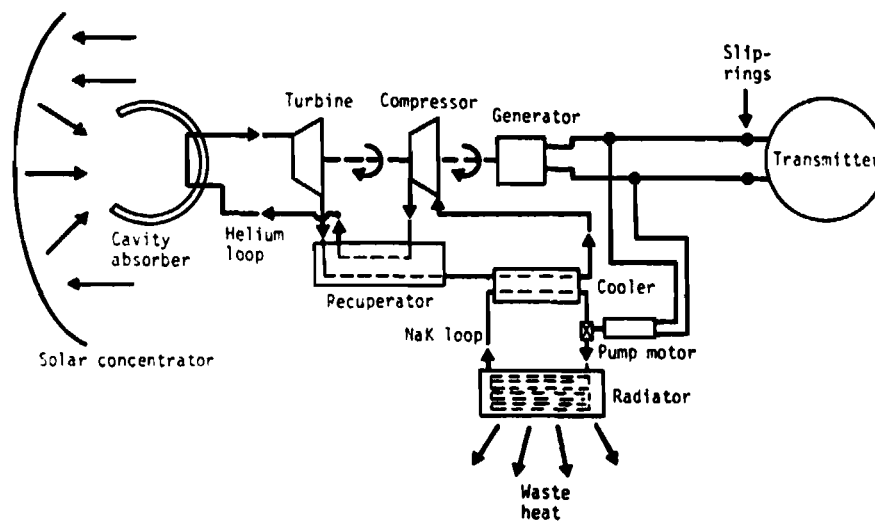 Slip-
rings
Turbine
Compressor
Generator
Transmitter
Cavity
absorber
Helium
loop
Recuperator
Cooler
NaK loop
Pump motor
Solar concentrator
Radiator
Waste
heat